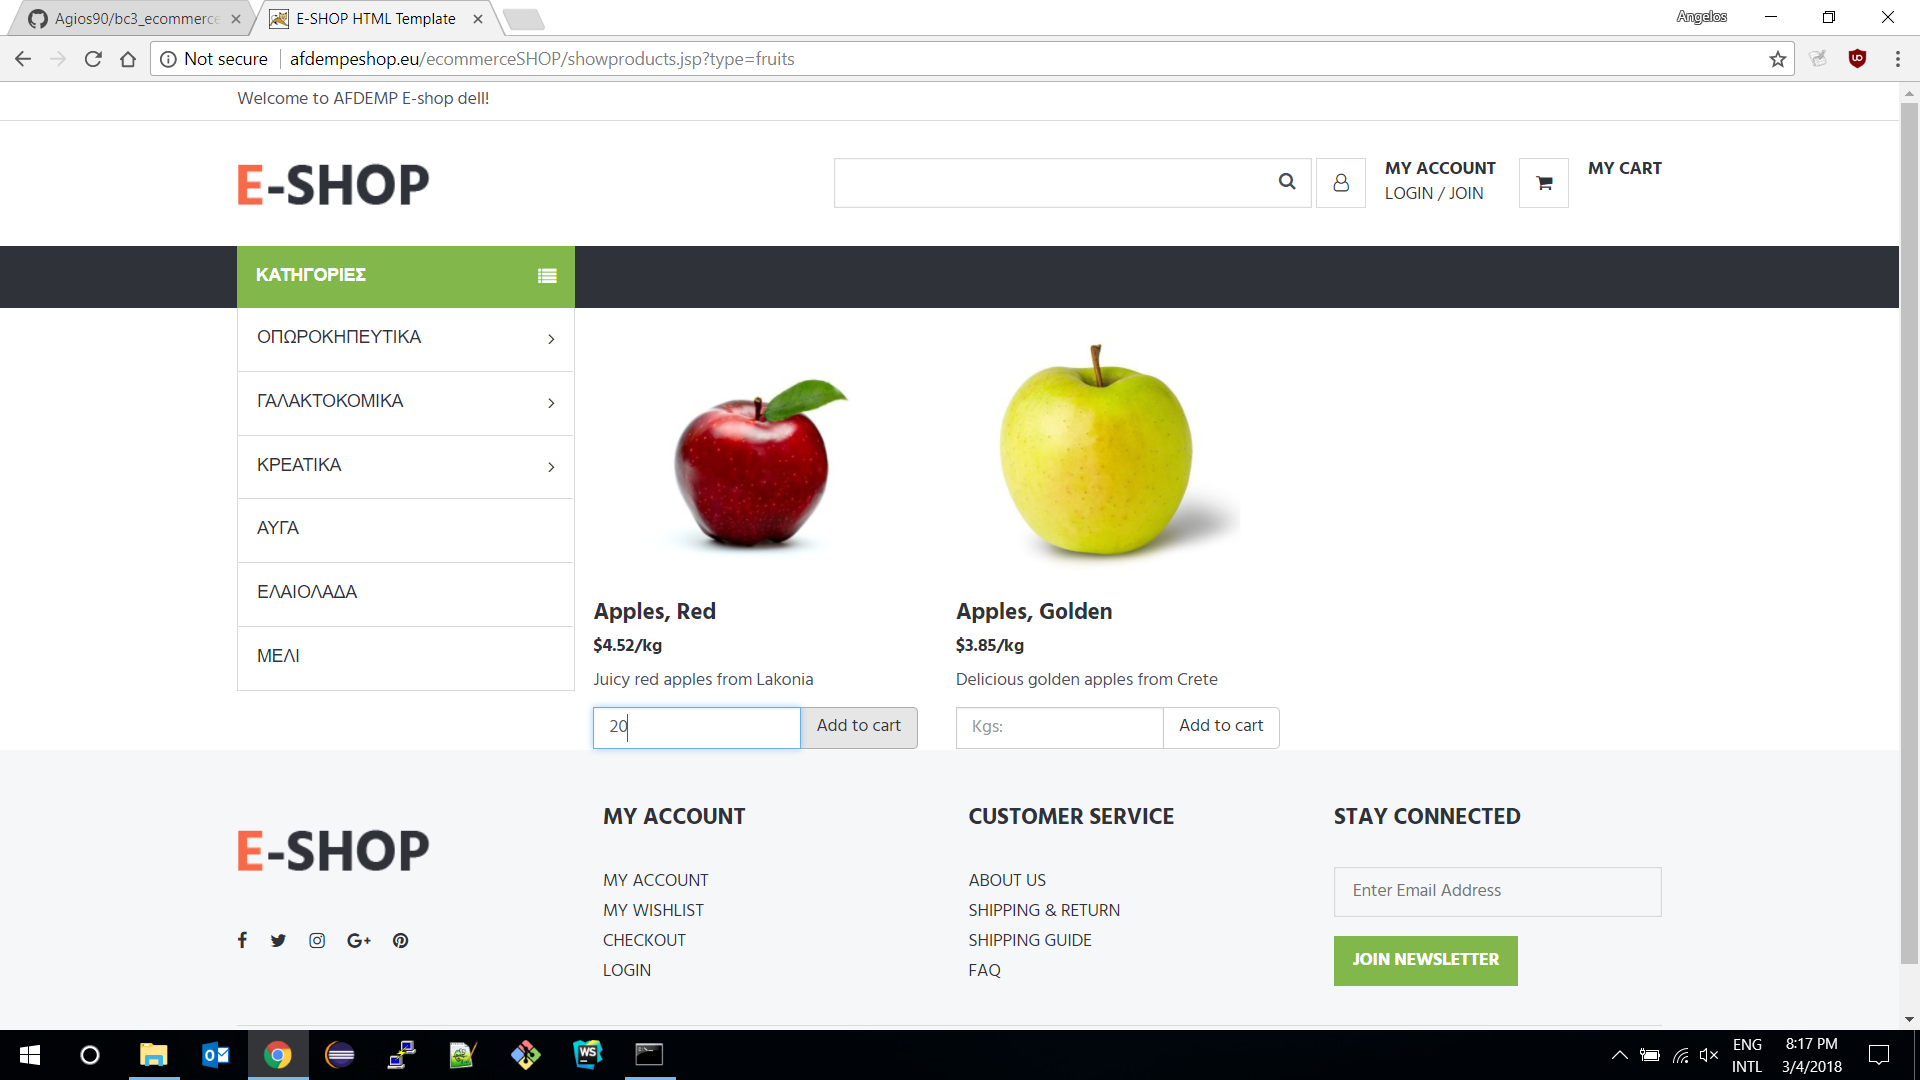 Agios90/bc3_ecommerce
E-SHOP HTML Template
Angelos
Not secure
afdempeshop.eu/ecommerceSHOP/showproducts.jsp?type=fruits
Welcome to AFDEMP E-shop dell!
E-SHOP
MY ACCOUNT
LOGIN / JOIN
MY CART
ΚΑΤΗΓΟΡΙΕΣ
ΟΠΩΡΟΚΗΠΕΥΤΙΚΑ
ΓΑΛΑΚΤΟΚΟΜΙΚΑ
ΚΡΕΑΤΙΚΑ
ΑΥΓΑ
ΕΛΑΙΟΛΑΔΑ
ΜΕΛΙ
Apples, Red
$4.52/kg
Juicy red apples from Lakonia
20
Add to cart
Apples, Golden
$3.85/kg
Delicious golden apples from Crete
Kgs:
Add to cart
E-SHOP
MY ACCOUNT
MY ACCOUNT
MY WISHLIST
CHECKOUT
LOGIN
CUSTOMER SERVICE
ABOUT US
SHIPPING & RETURN
SHIPPING GUIDE
FAQ
STAY CONNECTED
Enter Email Address
JOIN NEWSLETTER
WS
ENG
INTL
8:17 PM
3/4/2018